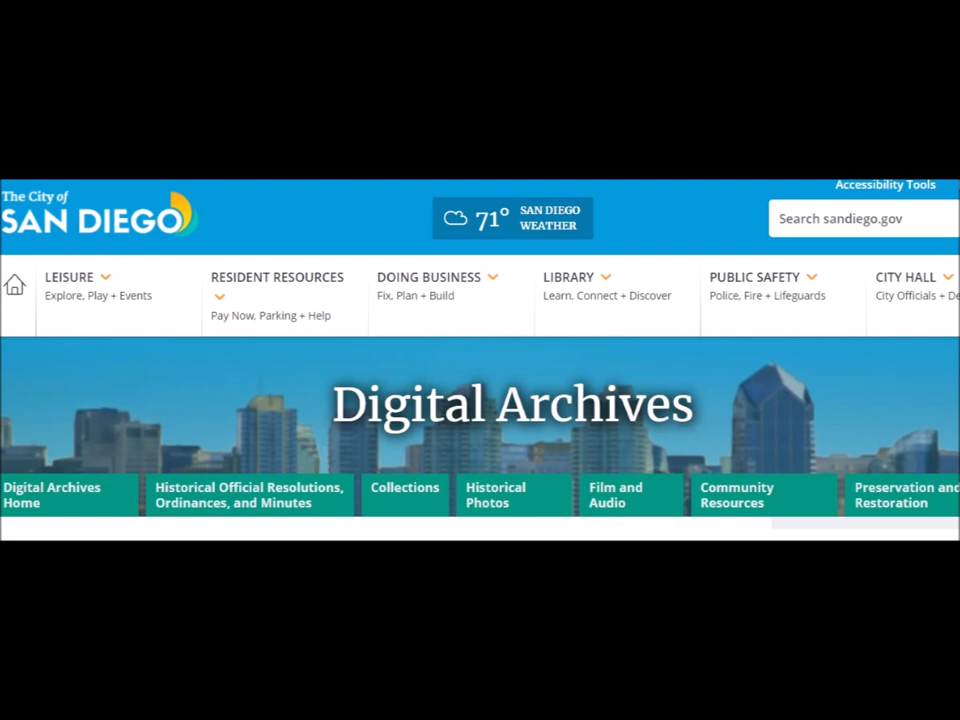 The City of
SAN DIEGO
71° SAN DIEGO WEATHER
Accessibility Tools
Search sandiego.gov
LEISURE
Explore, Play + Events
RESIDENT RESOURCES
Pay Now, Parking + Help
DOING BUSINESS
Fix, Plan + Build
LIBRARY
Learn, Connect + Discover
PUBLIC SAFETY
Police, Fire + Lifeguards
CITY HALL
City Officials + De
Digital Archives
Digital Archives
Home
Historical Official Resolutions,
Ordinances, and Minutes
Collections
Historical
Photos
Film and
Audio
Community
Resources
Preservation and
Restoration